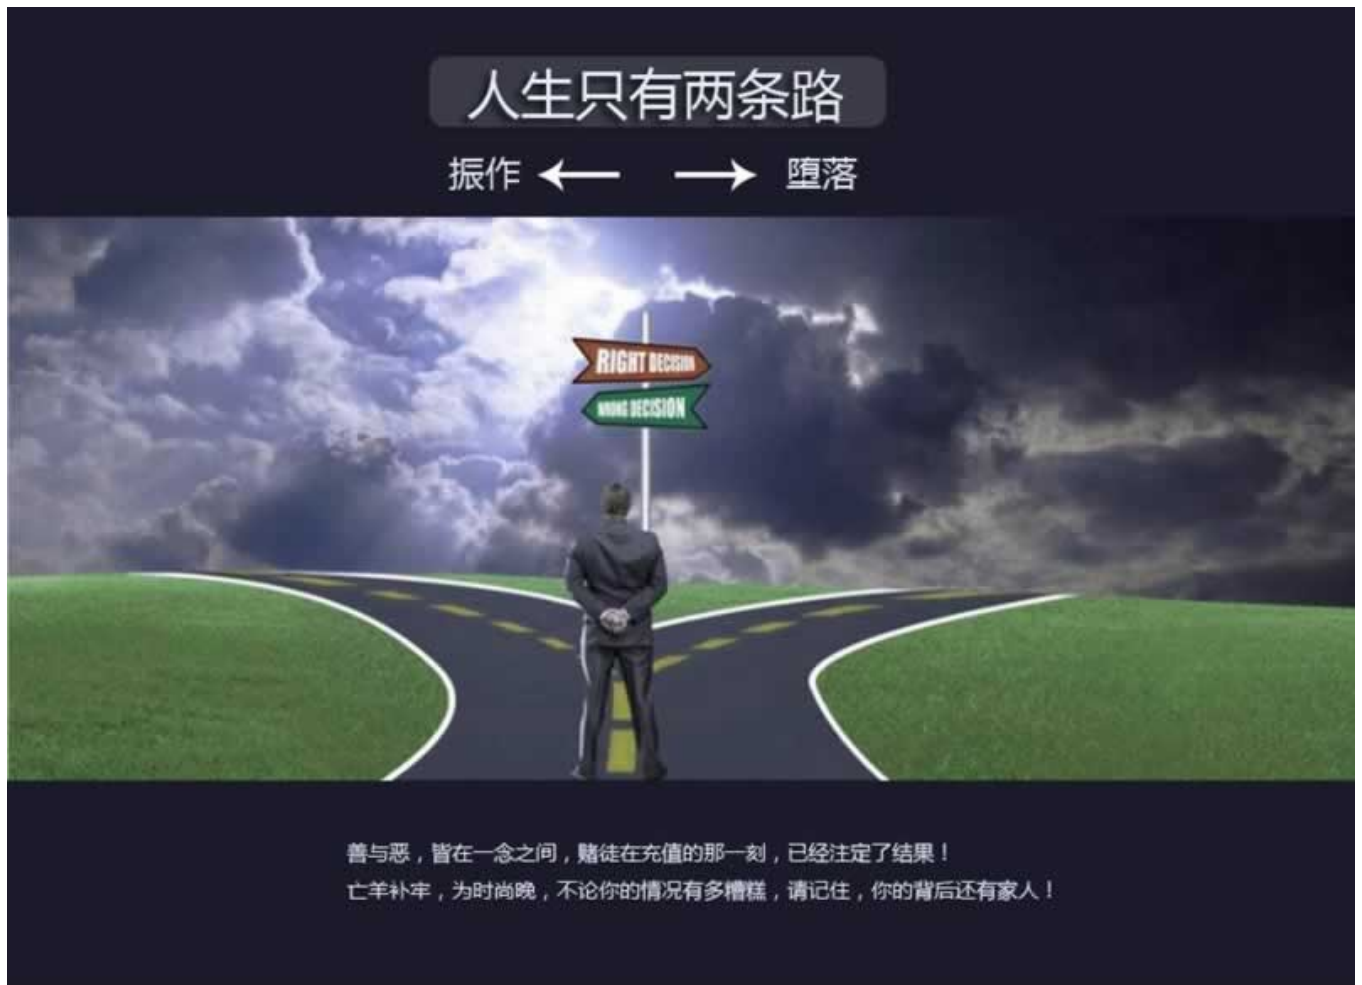 人生只有两条路
振作 堕落
RIGHT DECISION
WRONG DECISION
善与恶，皆在一念之间，赌徒在充值的那一刻，已经注定了结果！
亡羊补牢，为时尚晚，不论你的情况有多糟糕，请记住，你的背后还有家人！